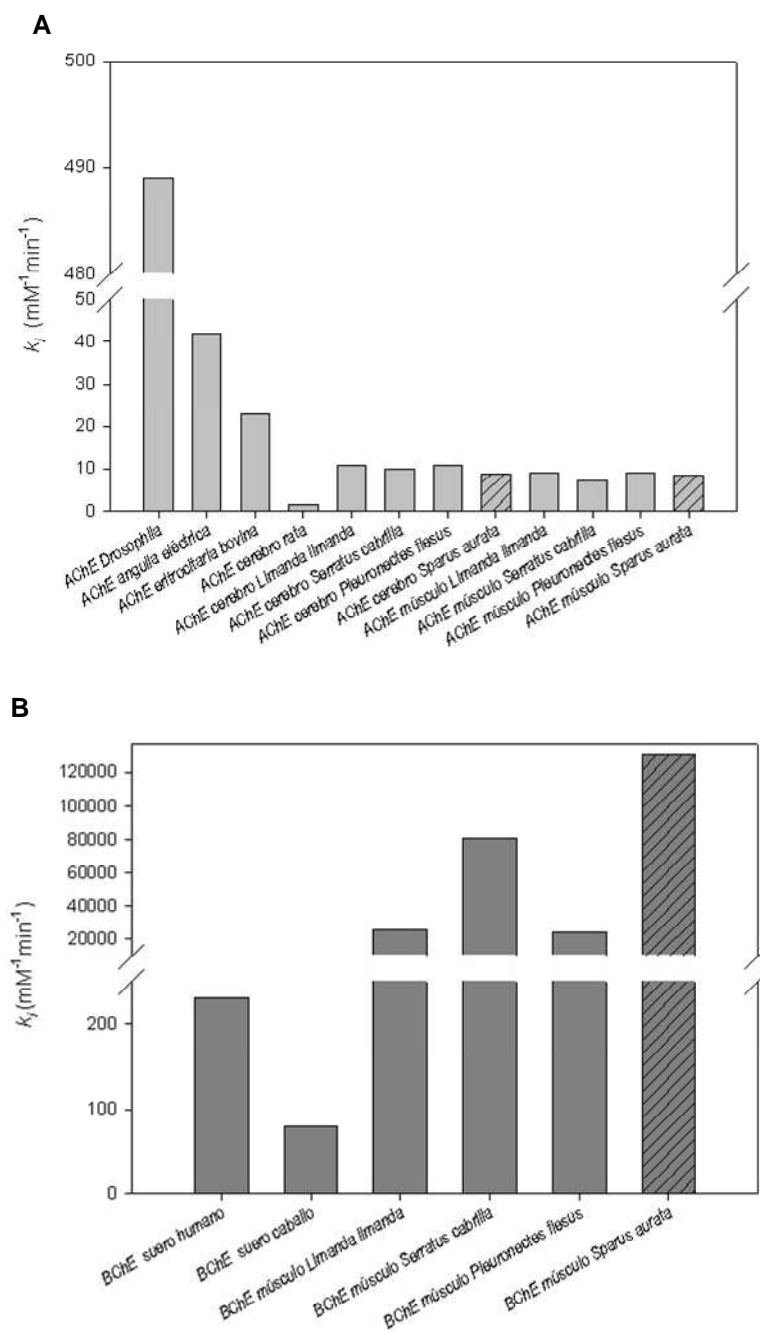 A
500
490
480
50
40
30
20
10
0
kᵢ (mM⁻¹min⁻¹)
AChE Drosophila
AChE anguila eléctrica
AChE eritrocitaria bovina
AChE cerebro rata
AChE cerebro Limanda limanda
AChE cerebro Serratus cabrilla
AChE cerebro Pleuronectes flesus
AChE cerebro Sparus aurata
AChE músculo Limanda limanda
AChE músculo Serratus cabrilla
AChE músculo Pleuronectes flesus
AChE músculo Sparus aurata
B
120000
100000
80000
60000
40000
20000
200
100
0
kᵢ(mM⁻¹min⁻¹)
BChE suero humano
BChE suero caballo
BChE músculo Limanda limanda
BChE músculo Serratus cabrilla
BChE músculo Pleuronectes flesus
BChE músculo Sparus aurata